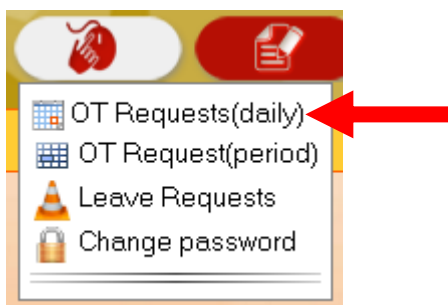 OT Requests(daily)
OT Request(period)
Leave Requests
Change password